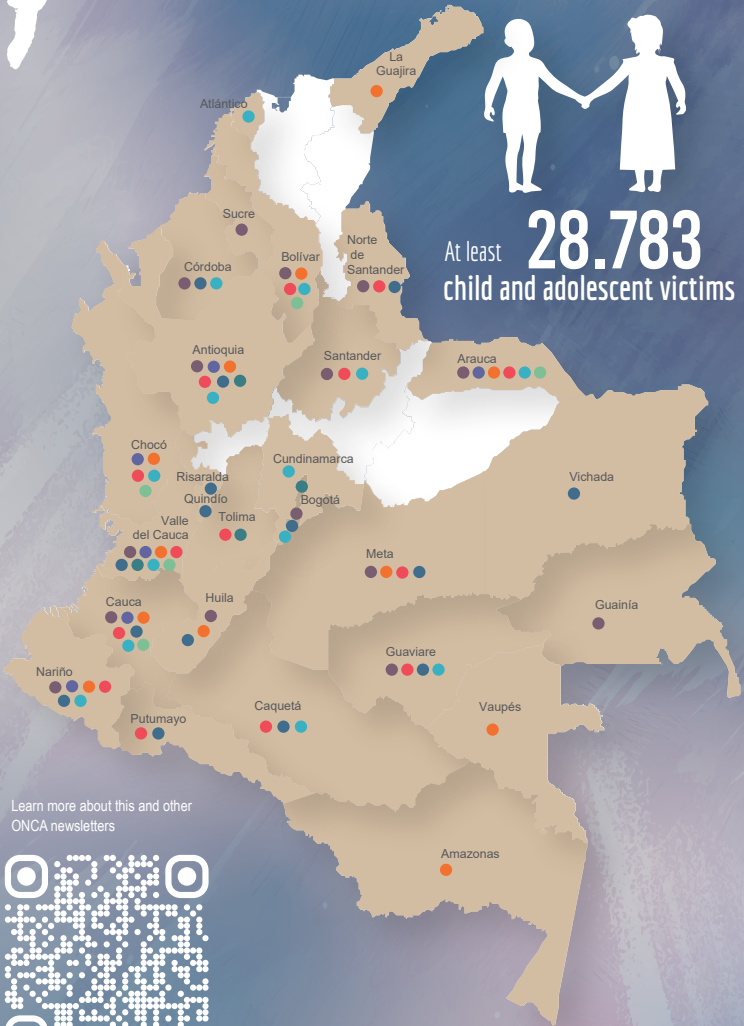 La
Guajira
Atlántico
At least 28.783
child and adolescent victims
Sucre
Bolívar
Norte
de
Santander
Córdoba
Antioquia
Santander
Arauca
Chocó
Cundinamarca
Risaralda
Quindío
Bogötá
Vichada
Valle
del Cauca
Tolima
Meta
Cauca
Huila
Guainía
Nariño
Guaviare
Putumayo
Caquetá
Vaupés
Learn more about this and other
ONCA newsletters
Amazonas